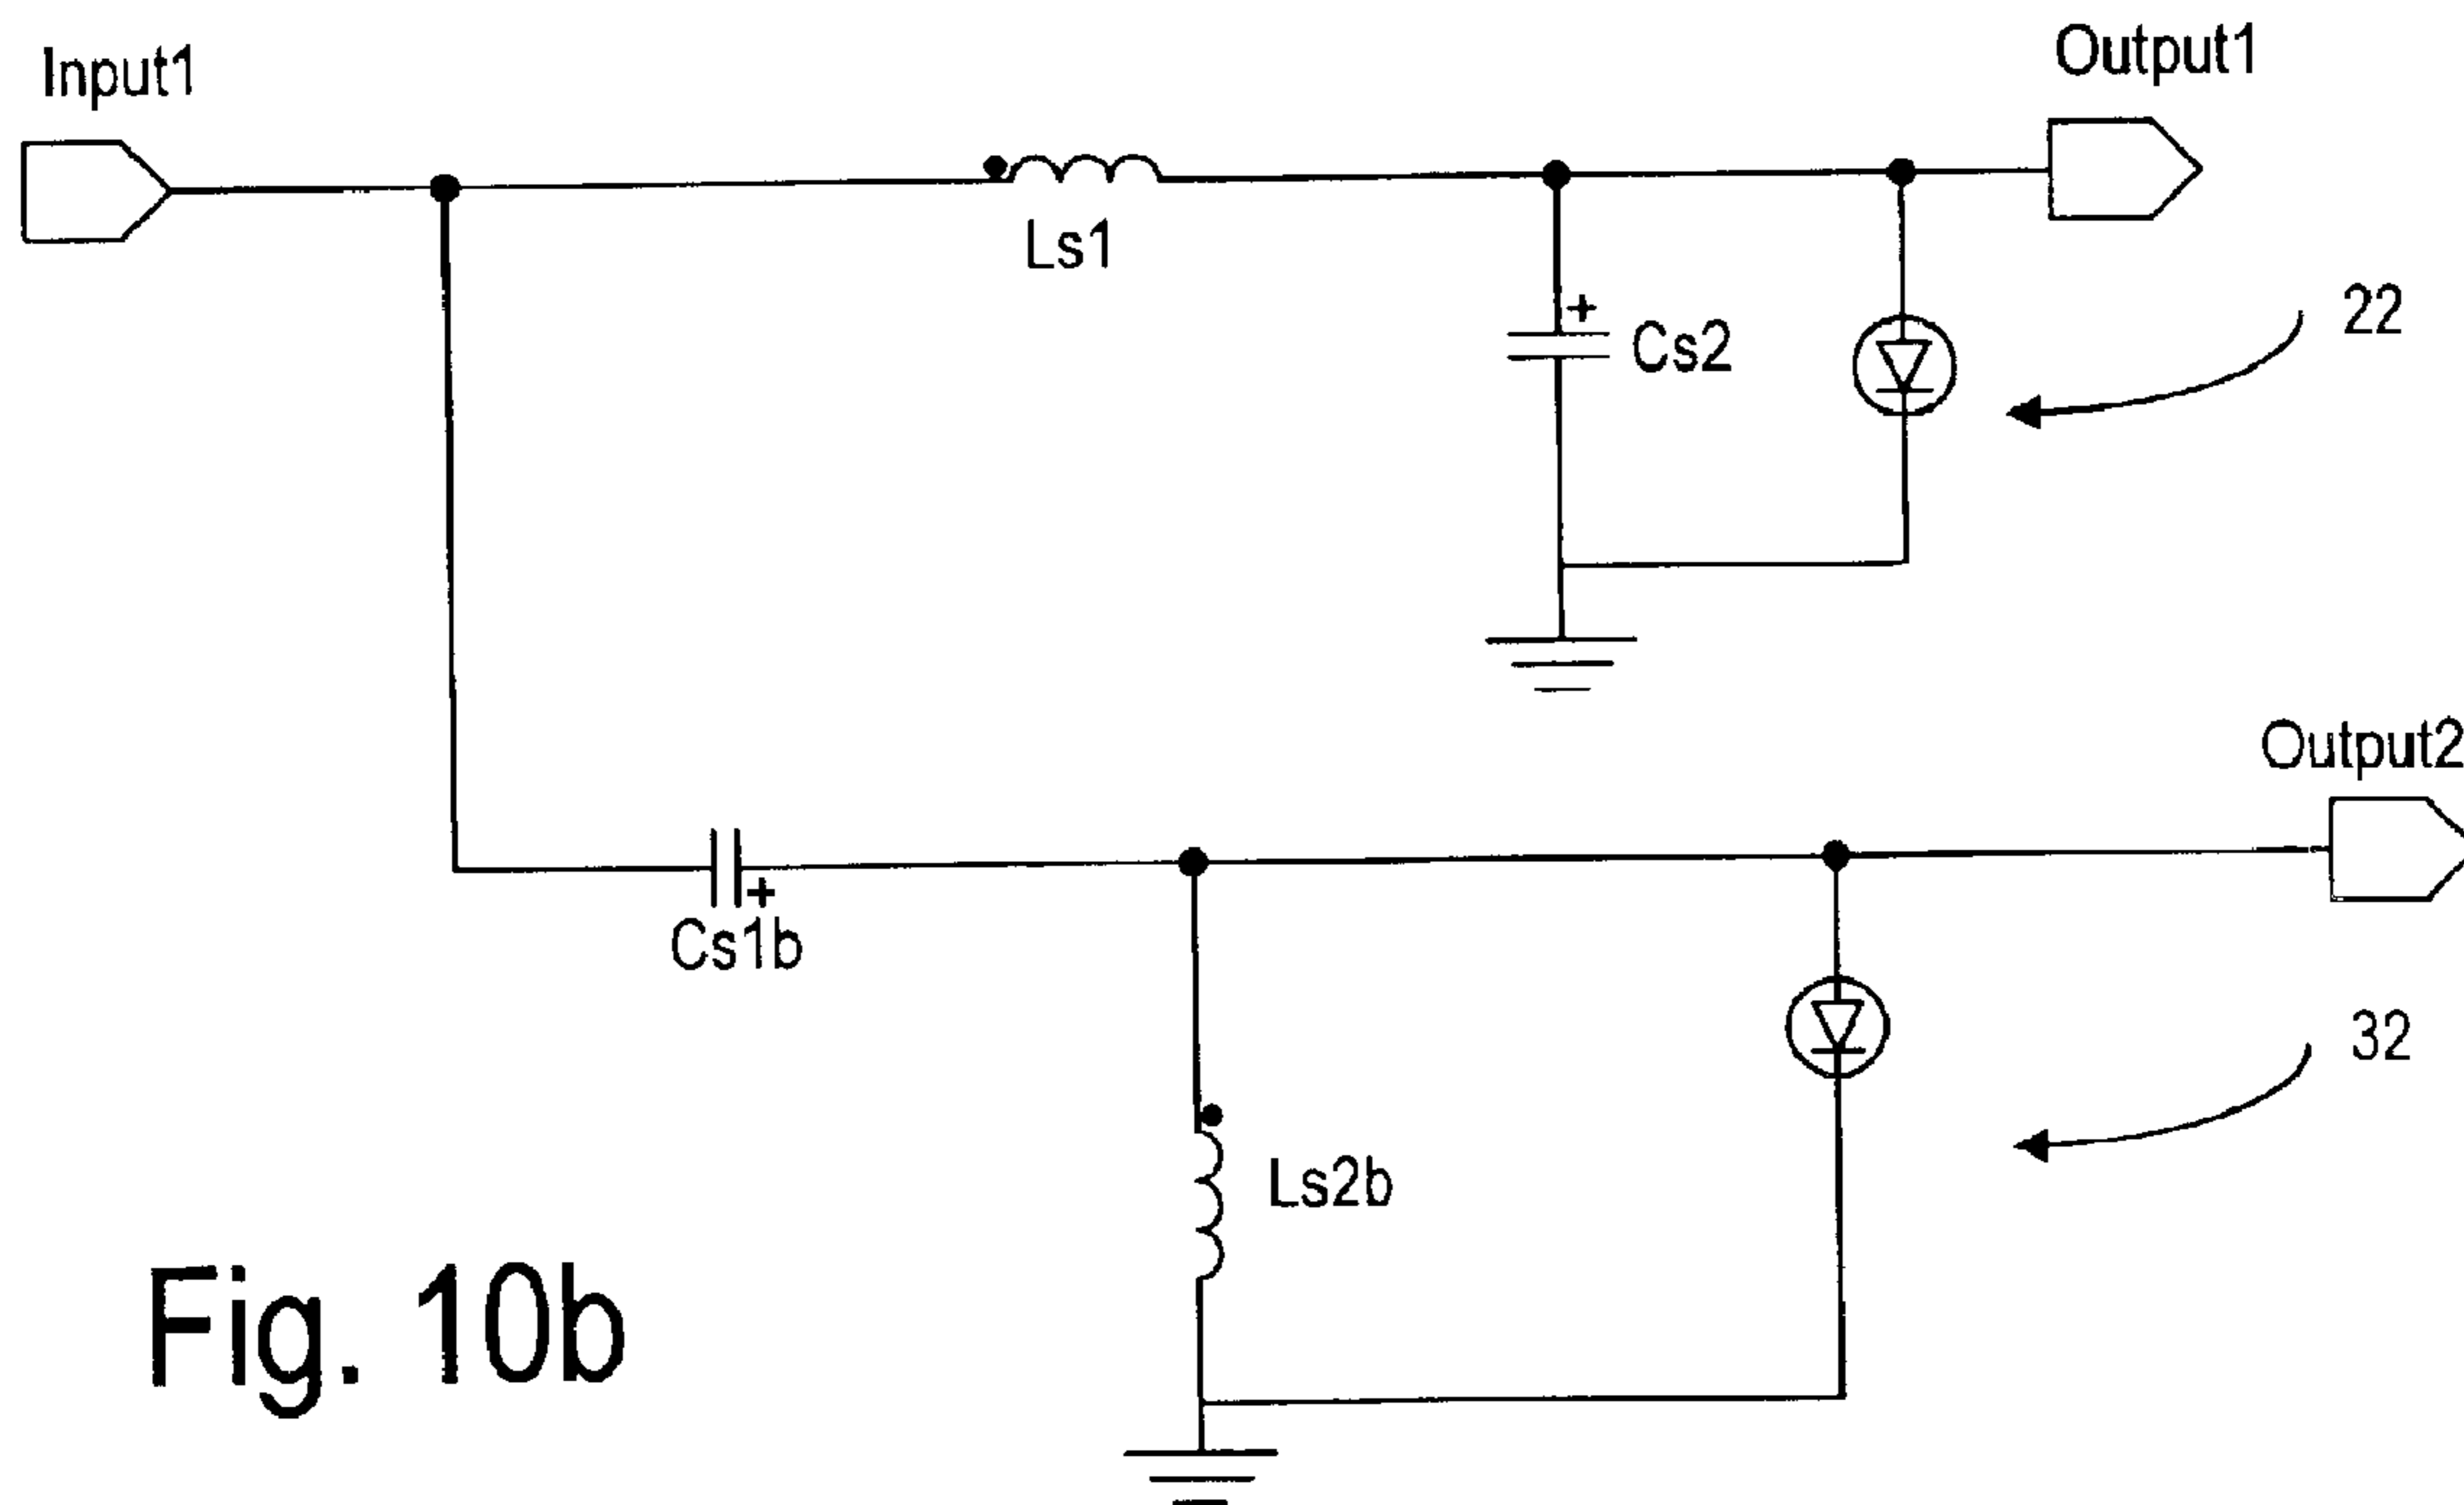 Input1
Output1
Ls1
+
Cs2
22
Output2
+
Cs1b
32
Ls2b
Fig. 10b